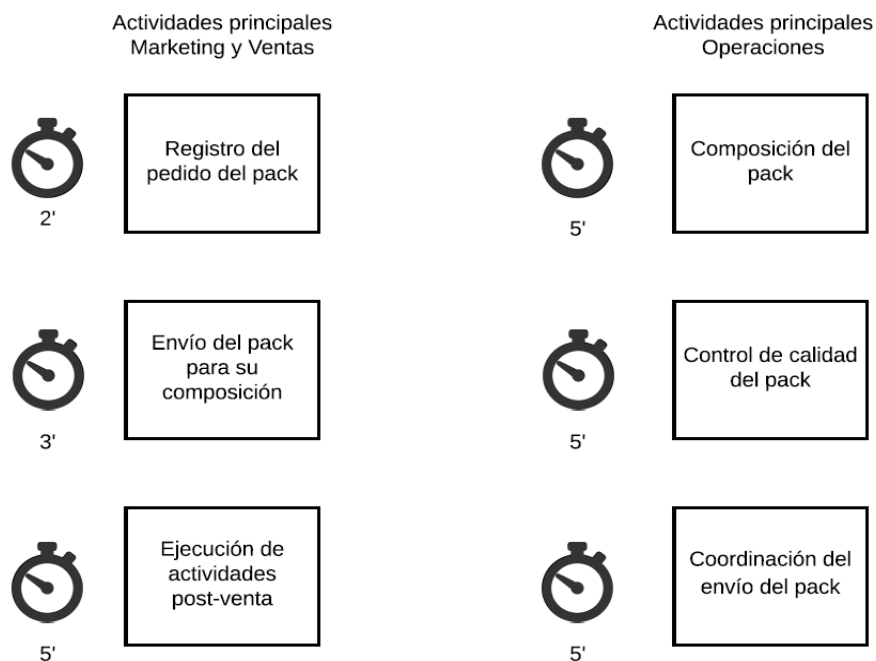 Actividades principales
Marketing y Ventas
Actividades principales
Operaciones
Registro del
pedido del pack
2'
Composición del
pack
5'
Envío del pack
para su
composición
3'
Control de calidad
del pack
5'
Ejecución de
actividades
post-venta
5'
Coordinación del
envío del pack
5'